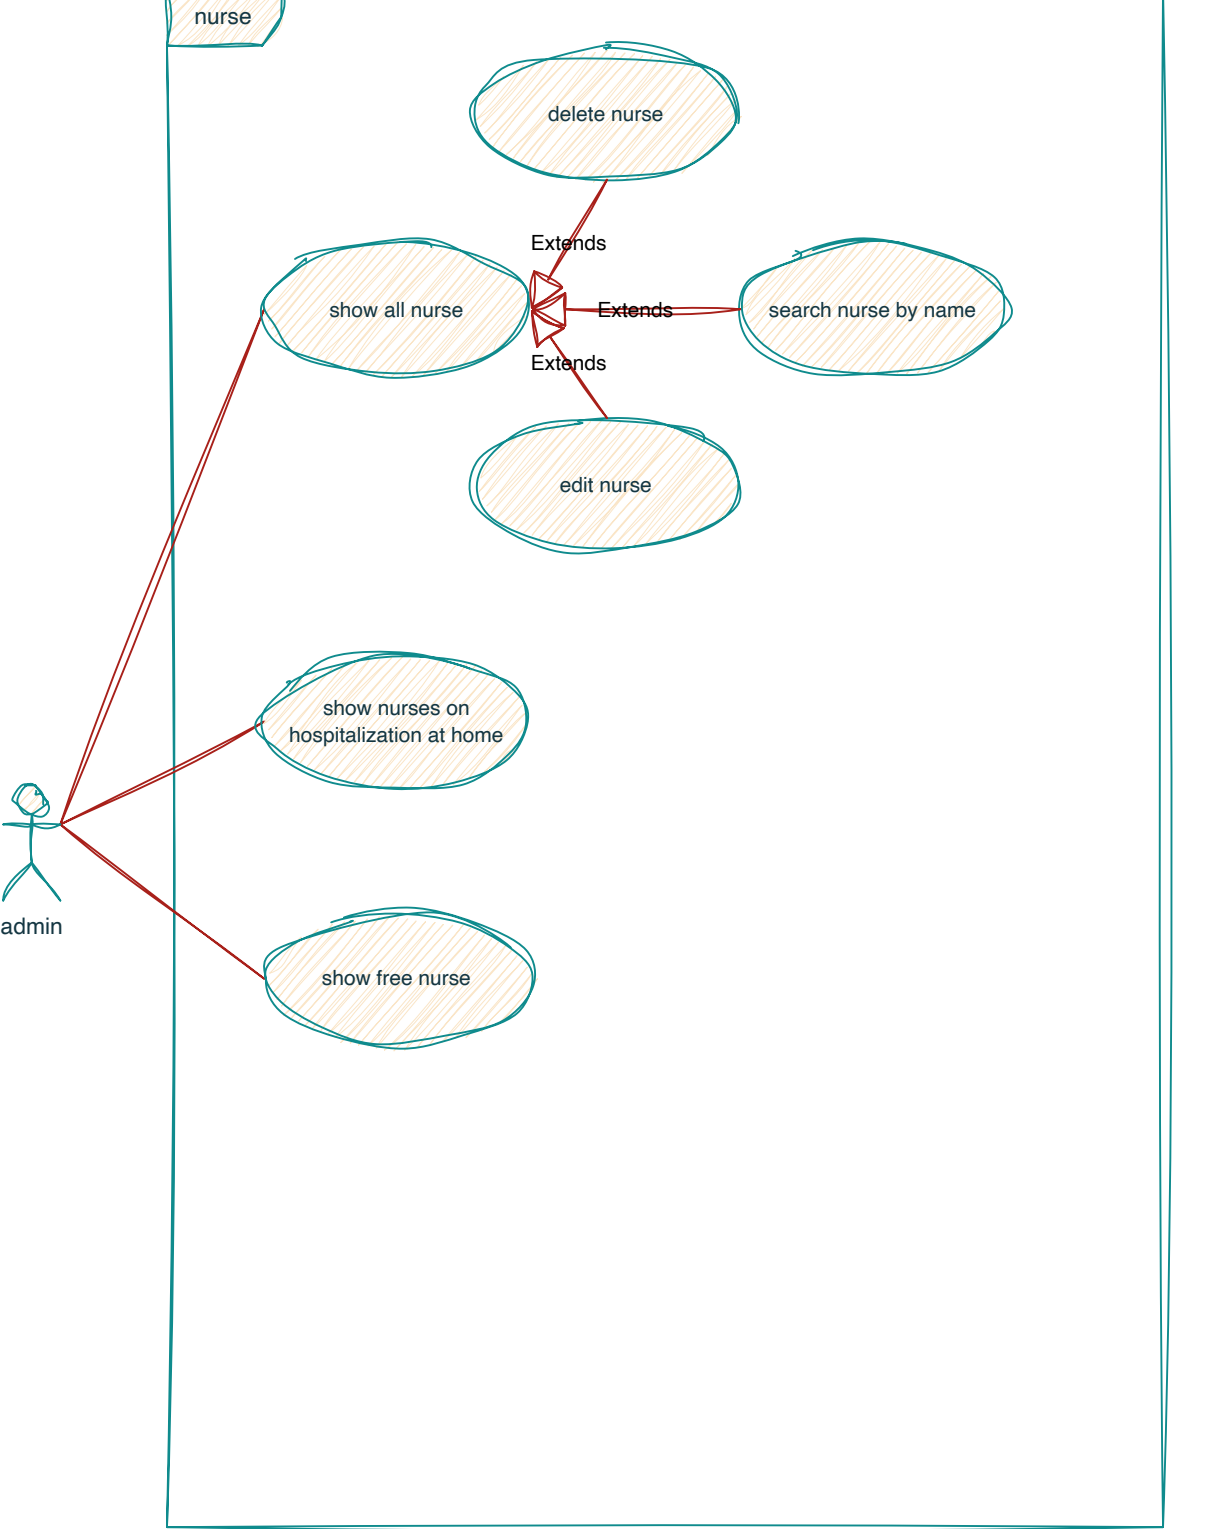 nurse
delete nurse
Extends
show all nurse
Extends
search nurse by name
Extends
edit nurse
show nurses on
hospitalization at home
admin
show free nurse